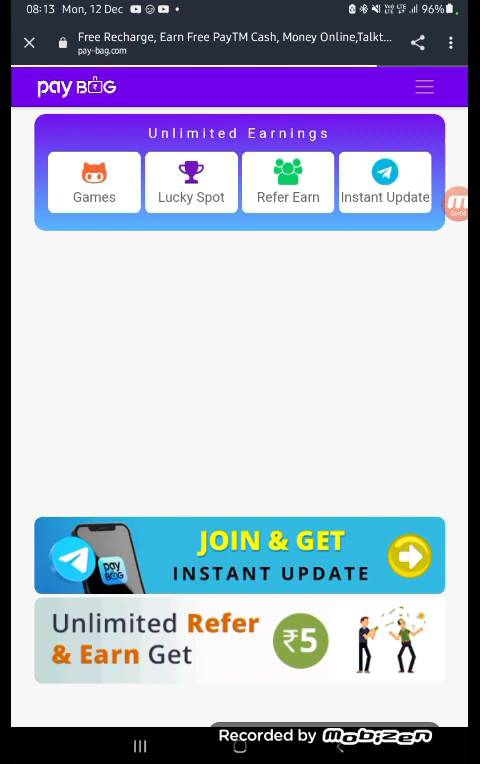 08:13 Mon, 12 Dec 96%
Free Recharge, Earn Free PayTM Cash, Money Online,Talkt...
pay-bag.com
pay BAG
Unlimited Earnings
Games Lucky Spot Refer Earn Instant Update
JOIN & GET
INSTANT UPDATE
pay
BAG
Unlimited Refer
& Earn Get
₹5
Recorded by MOBIZEN